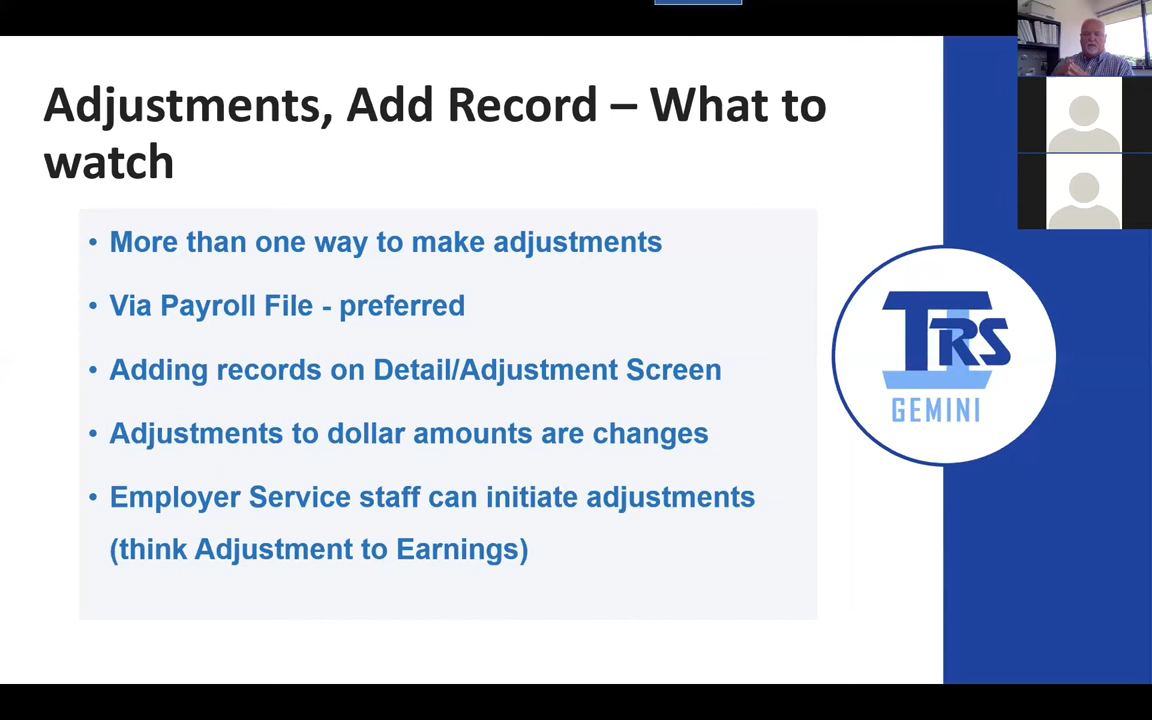 Adjustments, Add Record – What to
watch
• More than one way to make adjustments
• Via Payroll File - preferred
• Adding records on Detail/Adjustment Screen
• Adjustments to dollar amounts are changes
• Employer Service staff can initiate adjustments
(think Adjustment to Earnings)
TRS
GEMINI